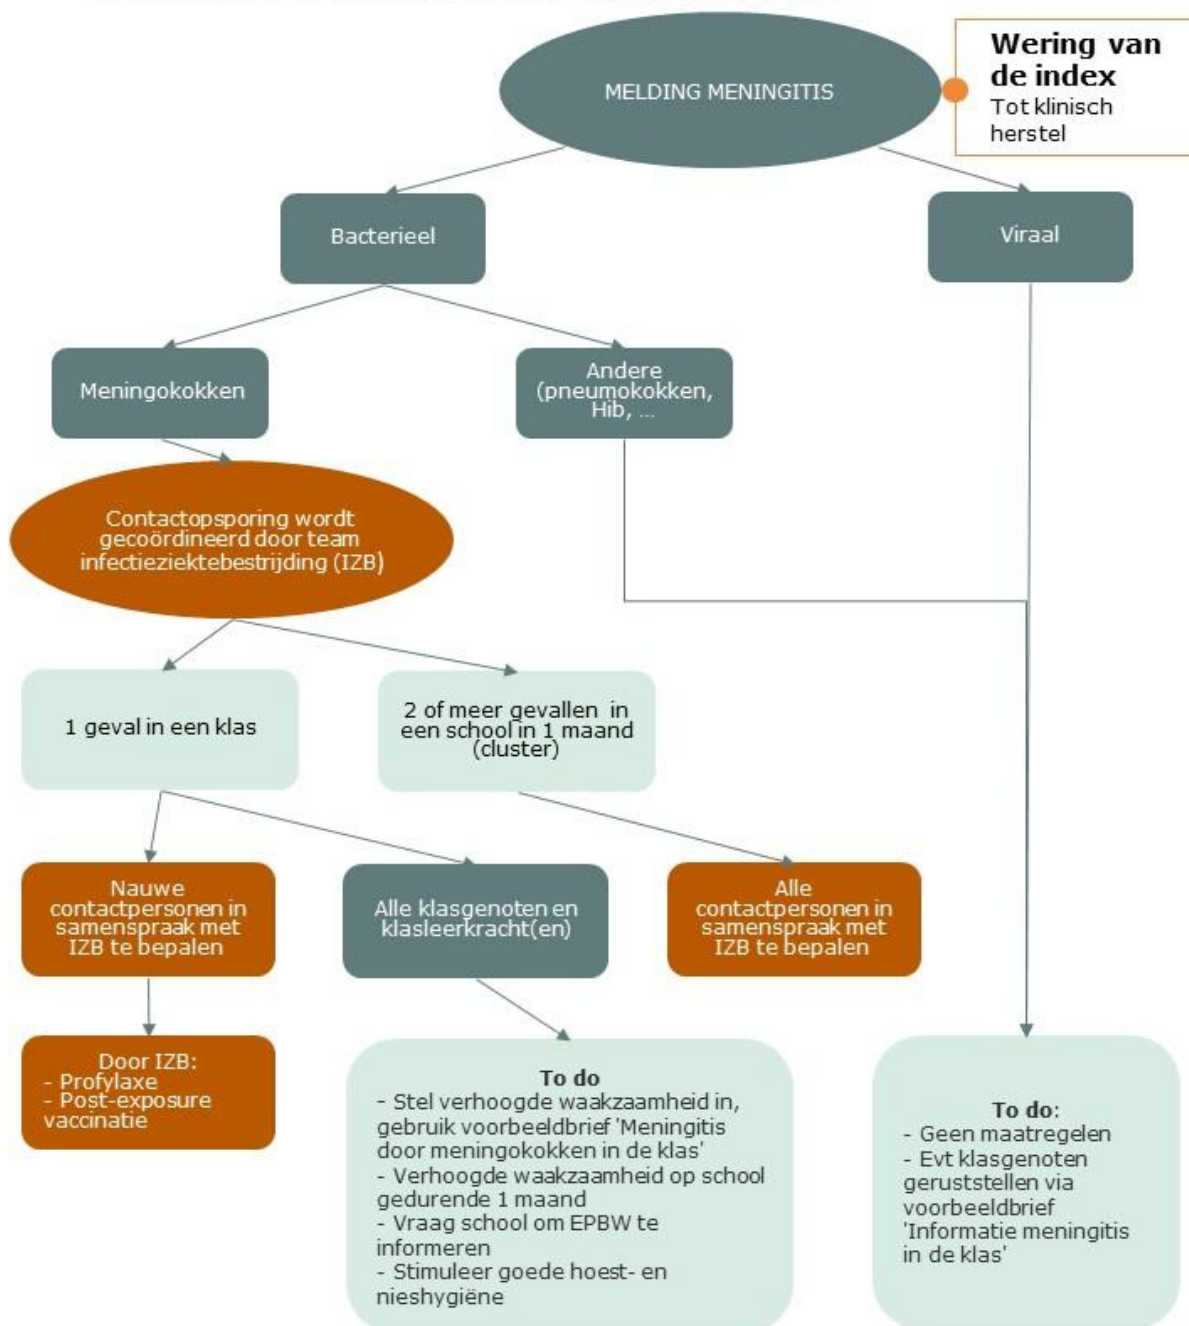 MELDING MENINGITIS
Wering van
de index
Tot klinisch
herstel
Bacterieel
Viraal
Meningokokken
Andere
(pneumokokken,
Hib, ...
Contactopsporing wordt
gecoördineerd door team
infectieziektebestrijding (IZB)
1 geval in een klas
2 of meer gevallen in
een school in 1 maand
(cluster)
Nauwe
contactpersonen in
samenspraak met
IZB te bepalen
Alle klasgenoten en
klasleerkracht(en)
Alle
contactpersonen in
samenspraak met
IZB te bepalen
Door IZB:
- Profylaxe
- Post-exposure
vaccinatie
To do
- Stel verhoogde waakzaamheid in,
gebruik voorbeeldbrief 'Meningitis
door meningokokken in de klas'
- Verhoogde waakzaamheid op school
gedurende 1 maand
- Vraag school om EPBW te
informeren
- Stimuleer goede hoest- en
nieshygiëne
To do:
- Geen maatregelen
- Evt klasgenoten
geruststellen via
voorbeeldbrief
'Informatie meningitis
in de klas'